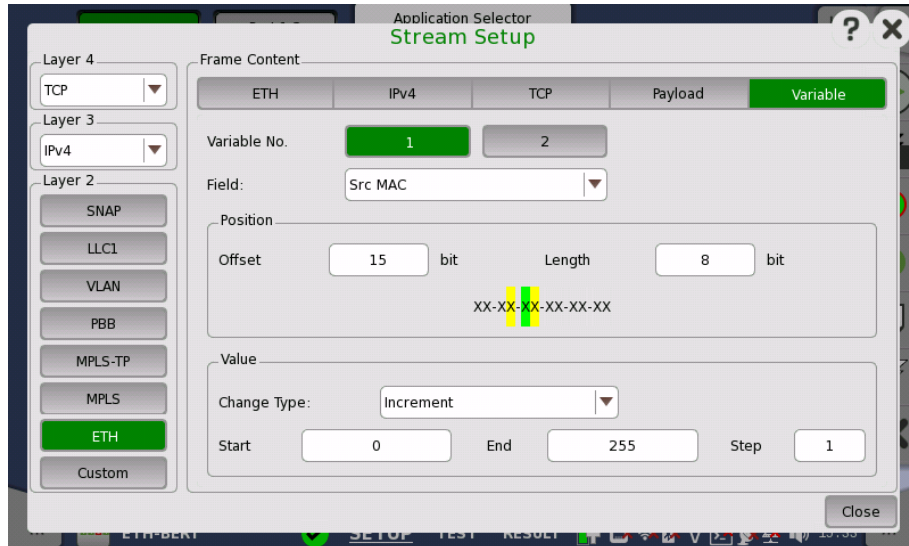 Application Selector
Stream Setup
?
Layer 4
TCP
Layer 3
IPv4
Layer 2
SNAP
LLC1
VLAN
PBB
MPLS-TP
MPLS
ETH
Custom
Frame Content
ETH IPv4 TCP Payload Variable
Variable No. 1 2
Field: Src MAC
Position
Offset 15 bit Length 8 bit
XX-XX-XX-XX-XX-XX
Value
Change Type: Increment
Start 0 End 255 Step 1
Close
ETH-BERT SETUP TEST RESULT